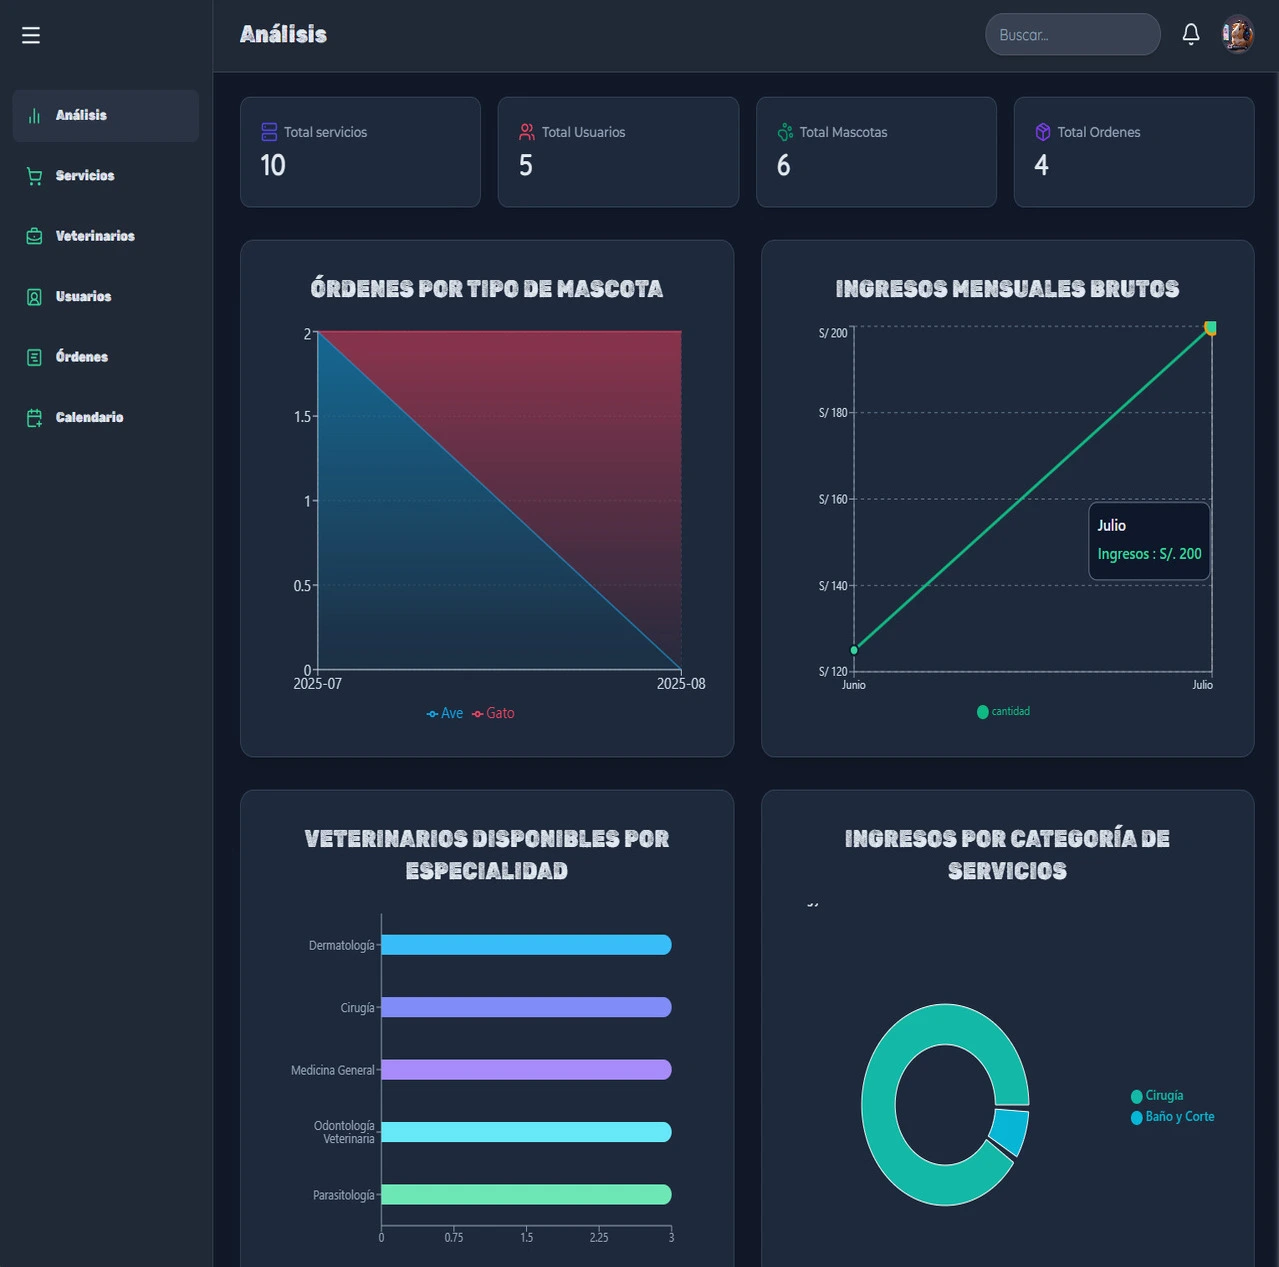 Análisis
Buscar...
Análisis
Servicios
Veterinarios
Usuarios
Órdenes
Calendario
Total servicios
10
Total Usuarios
5
Total Mascotas
6
Total Ordenes
4
ÓRDENES POR TIPO DE MASCOTA
2
1.5
1
0.5
0
2025-07
2025-08
Ave
Gato
INGRESOS MENSUALES BRUTOS
S/ 200
S/ 180
S/ 160
S/ 140
S/ 120
Julio
Ingresos : S/. 200
Junio
Julio
cantidad
VETERINARIOS DISPONIBLES POR
ESPECIALIDAD
Dermatología
Cirugía
Medicina General
Odontología
Veterinaria
Parasitología
0
0.75
1.5
2.25
3
INGRESOS POR CATEGORÍA DE
SERVICIOS
Cirugía
Baño y Corte